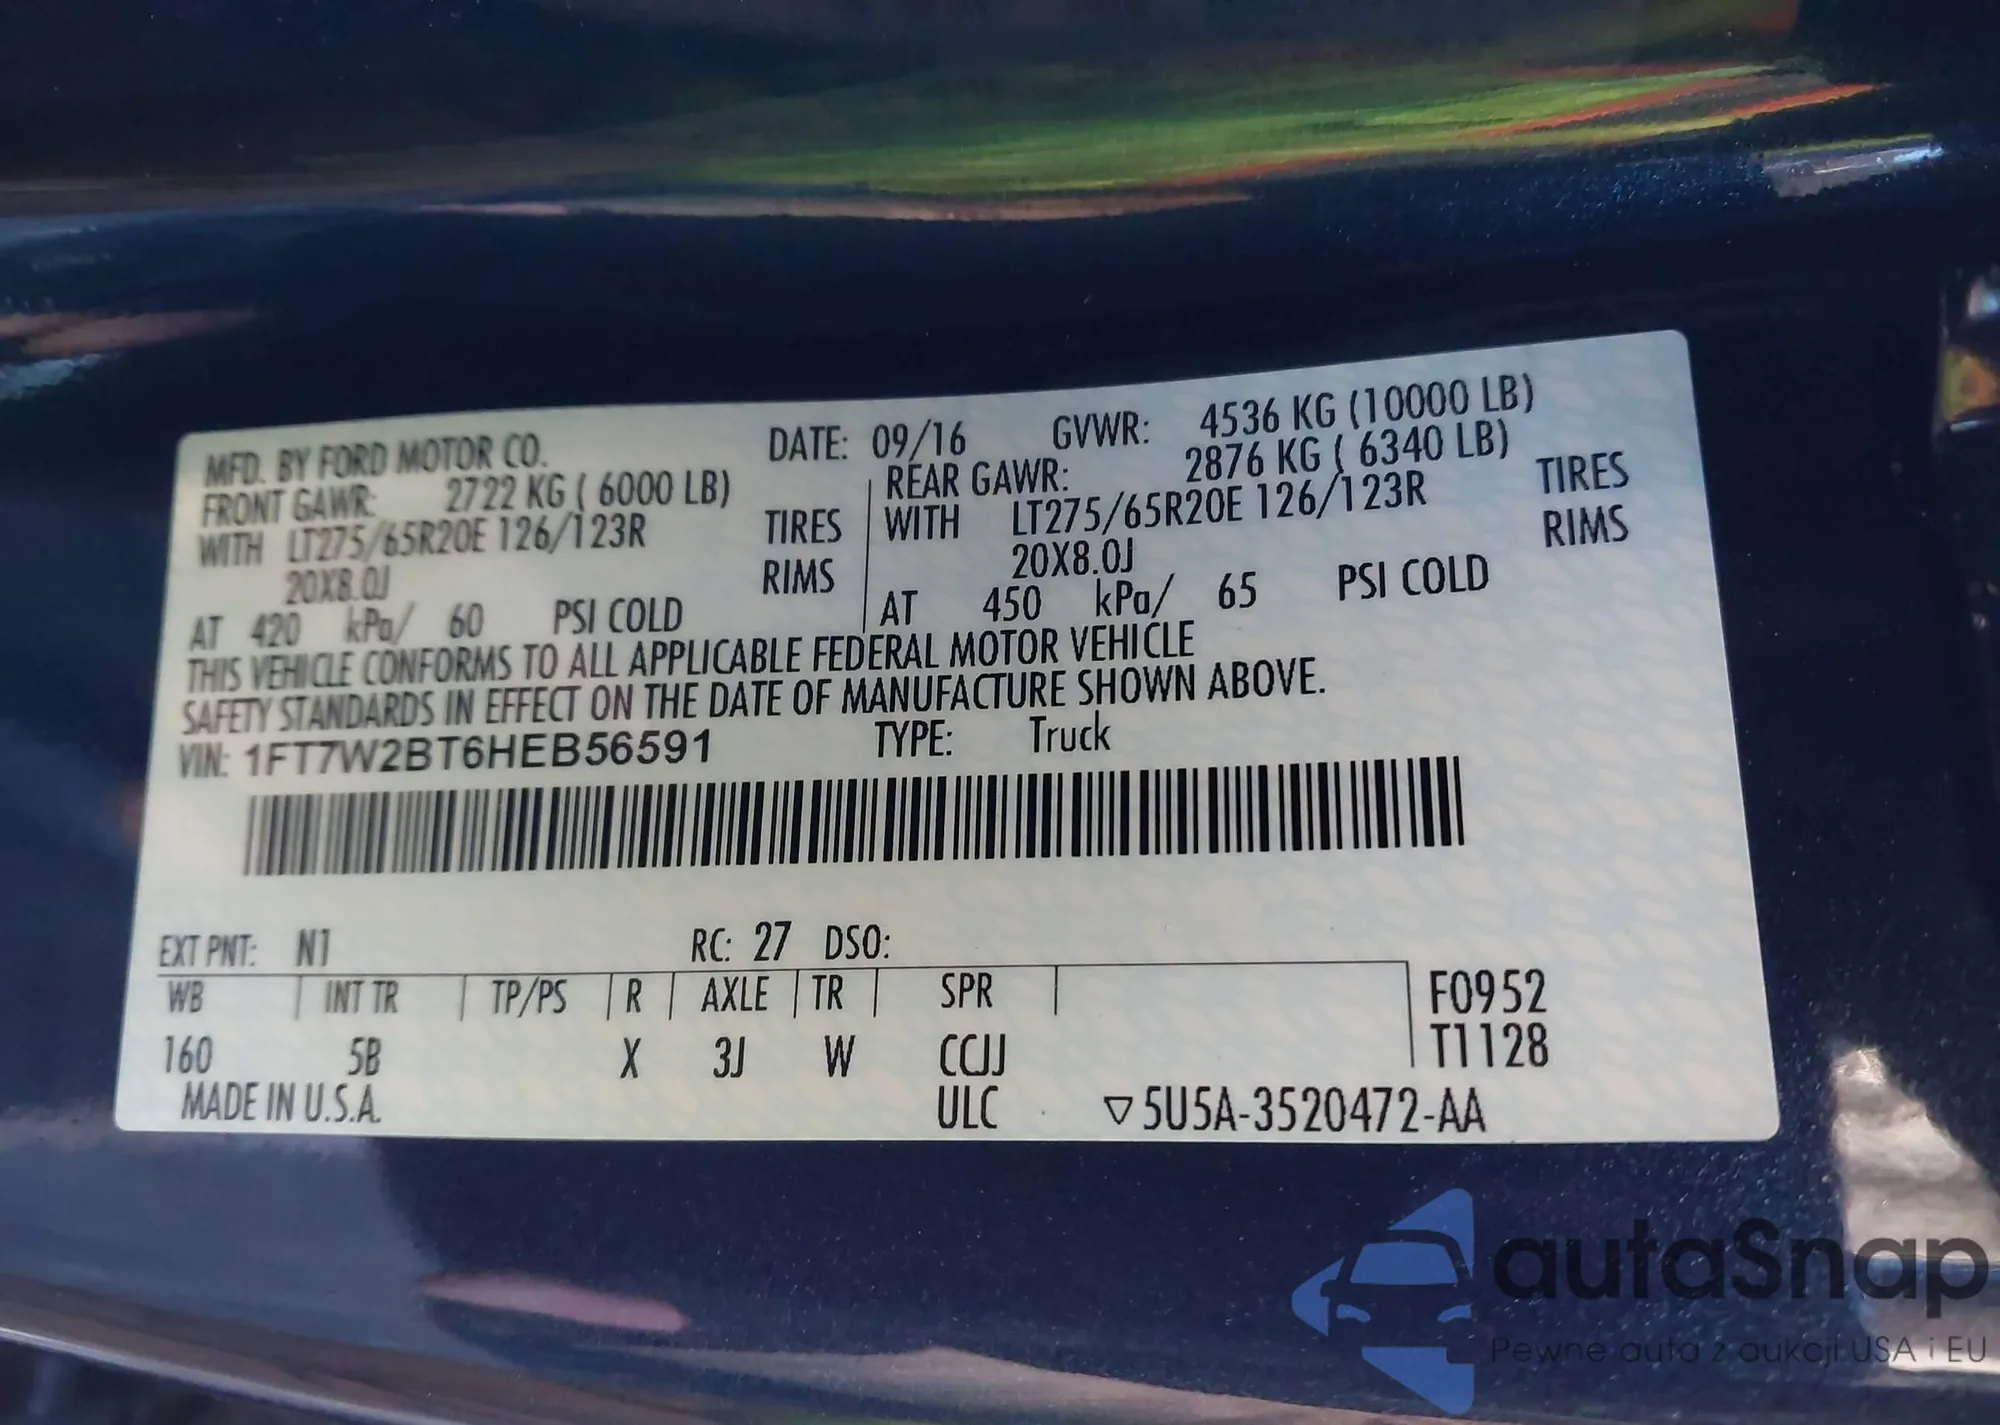 MFD. BY FORD MOTOR CO. DATE: 09/16 GVWR: 4536 KG (10000 LB)
FRONT GAWR: 2722 KG ( 6000 LB) REAR GAWR: 2876 KG ( 6340 LB)
WITH LT275/65R20E 126/123R TIRES WITH LT275/65R20E 126/123R TIRES
20X8.0J RIMS 20X8.0J RIMS
AT 420 kPa/ 60 PSI COLD AT 450 kPa/ 65 PSI COLD
THIS VEHICLE CONFORMS TO ALL APPLICABLE FEDERAL MOTOR VEHICLE
SAFETY STANDARDS IN EFFECT ON THE DATE OF MANUFACTURE SHOWN ABOVE.
VIN: 1FT7W2BT6HEB56591 TYPE: Truck
EXT PNT: N1 RC: 27 DSO:
WB INT TR TP/PS R AXLE TR SPR F0952
160 5B X 3J W CCJJ T1128
MADE IN U.S.A. ULC ▽5U5A-3520472-AA
autaSnap
Pewne auta z aukcji USA i EU